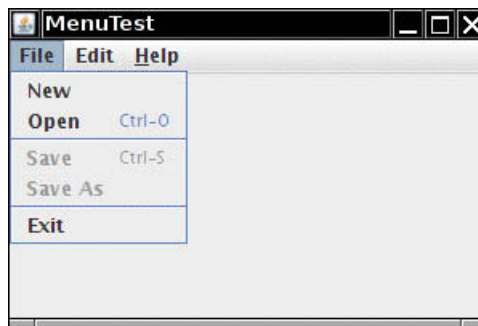 MenuTest
File Edit Help
New
Open Ctrl-O
Save Ctrl-S
Save As
Exit